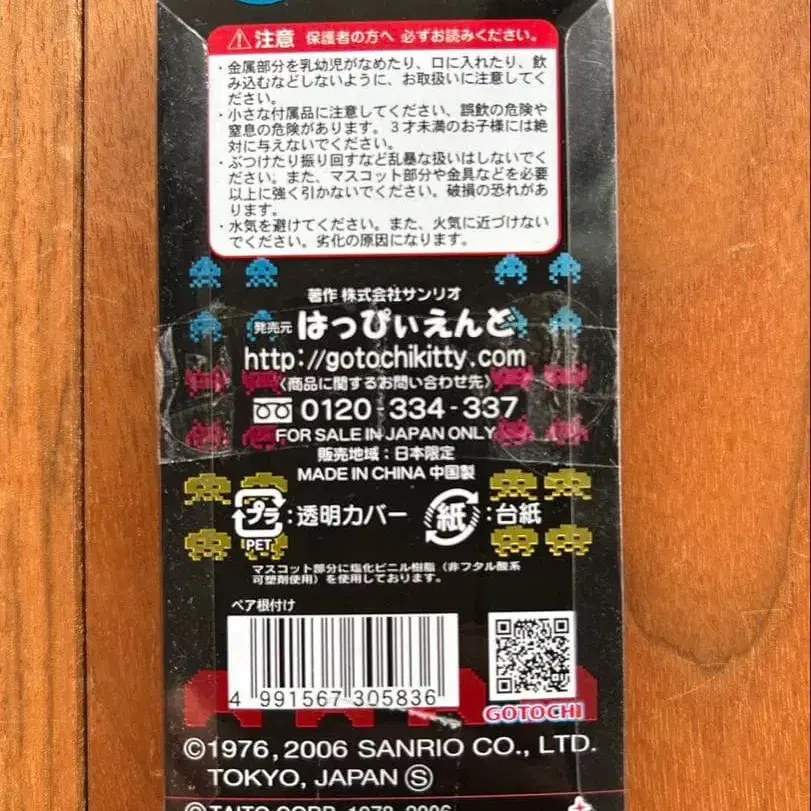 注意 保護者の方へ 必ずお読みください。
・金属部分を乳幼児がなめたり、口に入れたり、飲
み込むなどしないように、お取扱いに注意してく
ださい。
・小さな付属品に注意してください、誤飲の危険や
窒息の危険があります。3才未満のお子様には絶
対に与えないでください。
・ぶつけたり振り回すなど乱暴な扱いはしないでく
ださい。また、マスコット部分や金具などを必要
以上に強く引かないでください。破損の恐れがあ
ります。
・水気を避けてください。また、火気に近づけない
でください。劣化の原因になります。
著作 株式会社サンリオ
発売元 はっぴぃえんど
http://gotochikitty.com
〈商品に関するお問い合わせ先〉
0120-334-337
FOR SALE IN JAPAN ONLY
販売地域：日本限定
MADE IN CHINA 中国製
プラ：透明カバー 紙：台紙
PET
マスコット部分に塩化ビニル樹脂（非フタル酸系
可塑剤使用）を使用しております。
ペア根付け
4 991567 305836
GOTOCHI
©1976, 2006 SANRIO CO., LTD.
TOKYO, JAPAN Ⓢ
©TAITO CORP. 1978, 2006